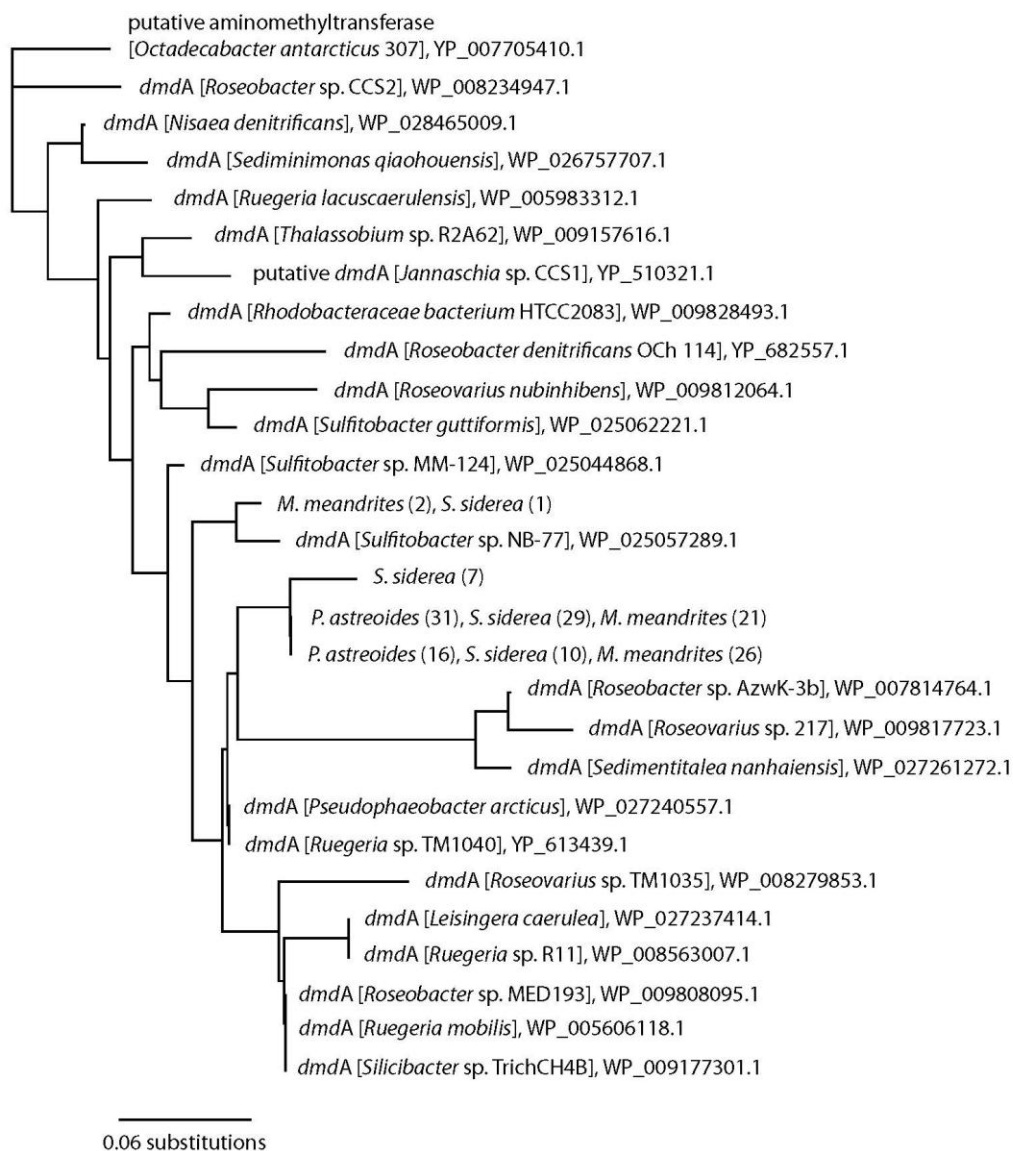 putative aminomethyltransferase
[Octadecabacter antarcticus 307], YP_007705410.1
dmdA [Roseobacter sp. CCS2], WP_008234947.1
dmdA [Nisaea denitrificans], WP_028465009.1
dmdA [Sediminimonas qiaohouensis], WP_026757707.1
dmdA [Ruegeria lacuscaerulensis], WP_005983312.1
dmdA [Thalassobium sp. R2A62], WP_009157616.1
putative dmdA [Jannaschia sp. CCS1], YP_510321.1
dmdA [Rhodobacteraceae bacterium HTCC2083], WP_009828493.1
dmdA [Roseobacter denitrificans OCh 114], YP_682557.1
dmdA [Roseovarius nubinhibens], WP_009812064.1
dmdA [Sulfitobacter guttiformis], WP_025062221.1
dmdA [Sulfitobacter sp. MM-124], WP_025044868.1
M. meandrites (2), S. siderea (1)
dmdA [Sulfitobacter sp. NB-77], WP_025057289.1
S. siderea (7)
P. astreoides (31), S. siderea (29), M. meandrites (21)
P. astreoides (16), S. siderea (10), M. meandrites (26)
dmdA [Roseobacter sp. AzwK-3b], WP_007814764.1
dmdA [Roseovarius sp. 217], WP_009817723.1
dmdA [Sedimentitalea nanhaiensis], WP_027261272.1
dmdA [Pseudophaeobacter arcticus], WP_027240557.1
dmdA [Ruegeria sp. TM1040], YP_613439.1
dmdA [Roseovarius sp. TM1035], WP_008279853.1
dmdA [Leisingera caerulea], WP_027237414.1
dmdA [Ruegeria sp. R11], WP_008563007.1
dmdA [Roseobacter sp. MED193], WP_009808095.1
dmdA [Ruegeria mobilis], WP_005606118.1
dmdA [Silicibacter sp. TrichCH4B], WP_009177301.1
0.06 substitutions